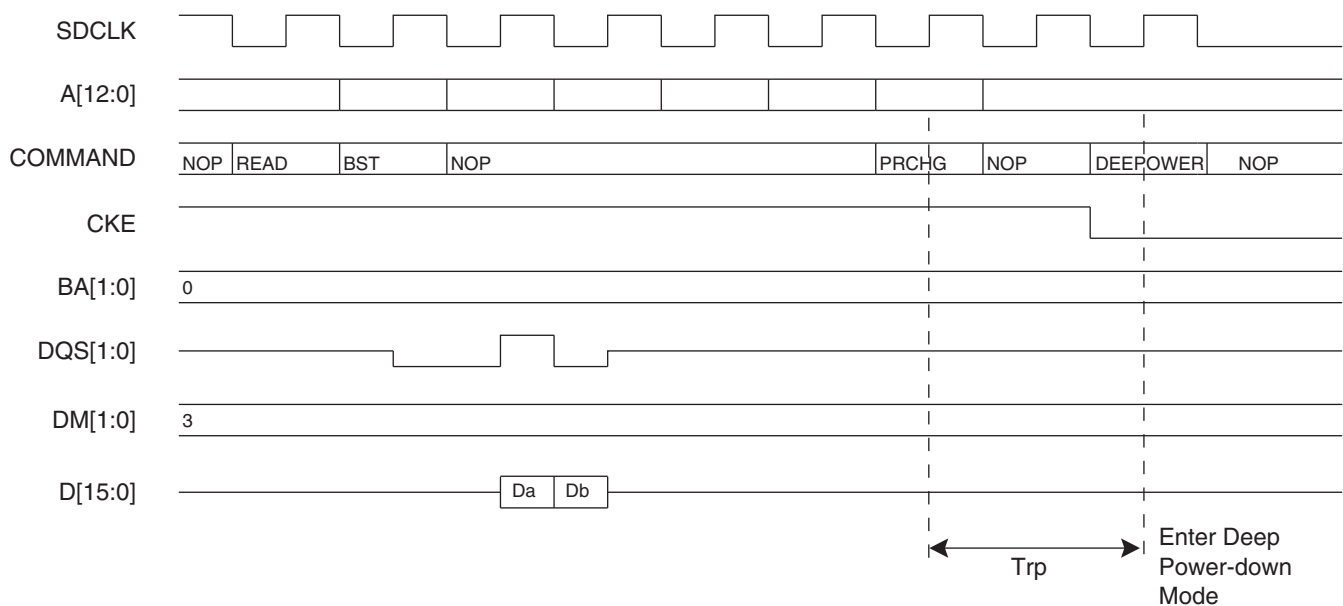 SDCLK
A[12:0]
COMMAND NOP READ BST NOP PRCHG NOP DEEPOWER NOP
CKE
BA[1:0] 0
DQS[1:0]
DM[1:0] 3
D[15:0] Da Db
Trp
Enter Deep
Power-down
Mode